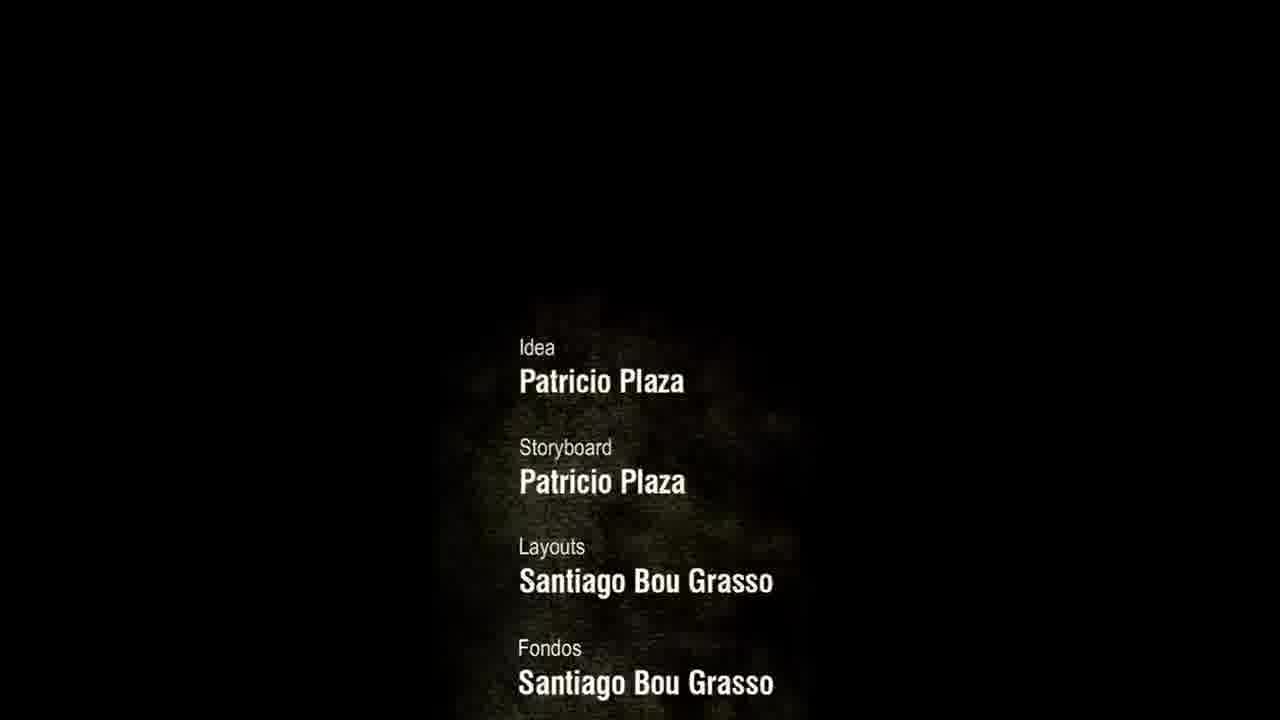 Idea
Patricio Plaza
Storyboard
Patricio Plaza
Layouts
Santiago Bou Grasso
Fondos
Santiago Bou Grasso